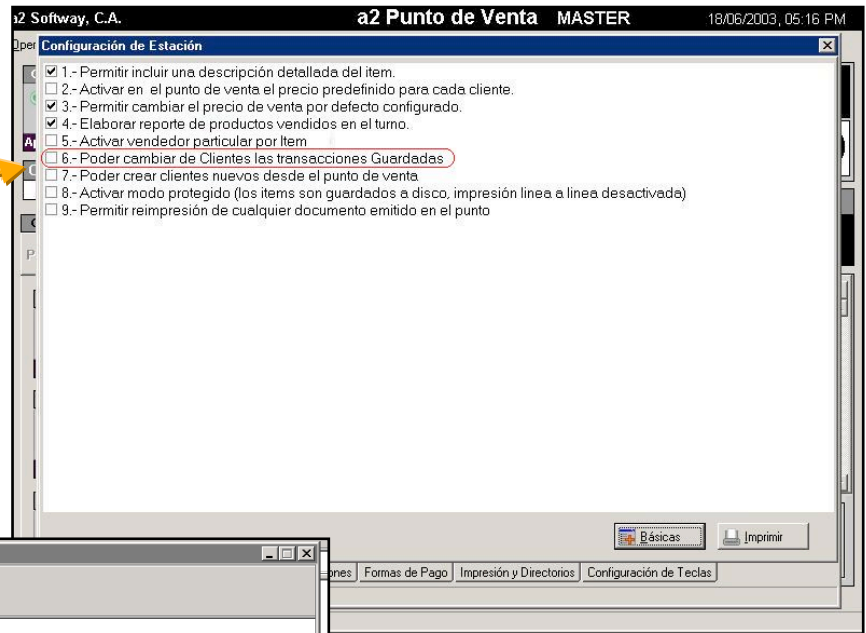 a2 Softway, C.A. a2 Punto de Venta MASTER 18/06/2003, 05:16 PM
Configuración de Estación
1.- Permitir incluir una descripción detallada del item.
2.- Activar en el punto de venta el precio predefinido para cada cliente.
3.- Permitir cambiar el precio de venta por defecto configurado.
4.- Elaborar reporte de productos vendidos en el turno.
5.- Activar vendedor particular por Item
6.- Poder cambiar de Clientes las transacciones Guardadas
7.- Poder crear clientes nuevos desde el punto de venta
8.- Activar modo protegido (los items son guardados a disco, impresión linea a linea desactivada)
9.- Permitir reimpresión de cualquier documento emitido en el punto
Básicas Imprimir
Formas de Pago Impresión y Directorios Configuración de Teclas